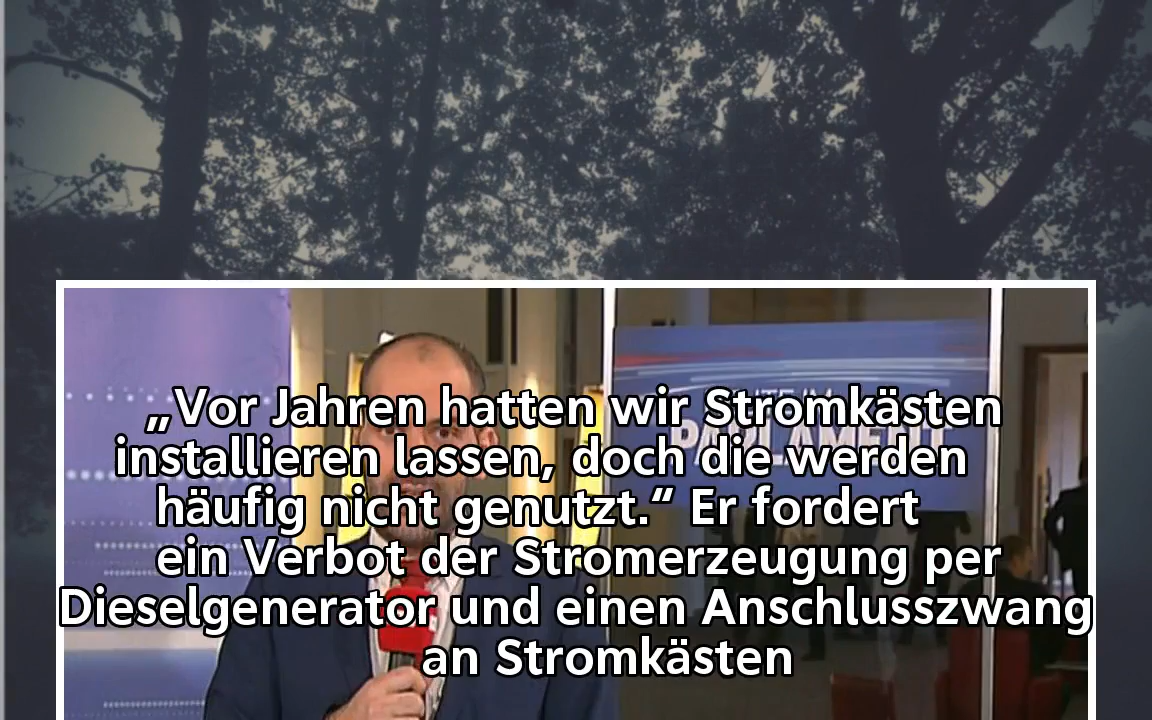 „Vor Jahren hatten wir Stromkästen
installieren lassen, doch die werden
häufig nicht genutzt.“ Er fordert
ein Verbot der Stromerzeugung per
Dieselgenerator und einen Anschlusszwang
an Stromkästen